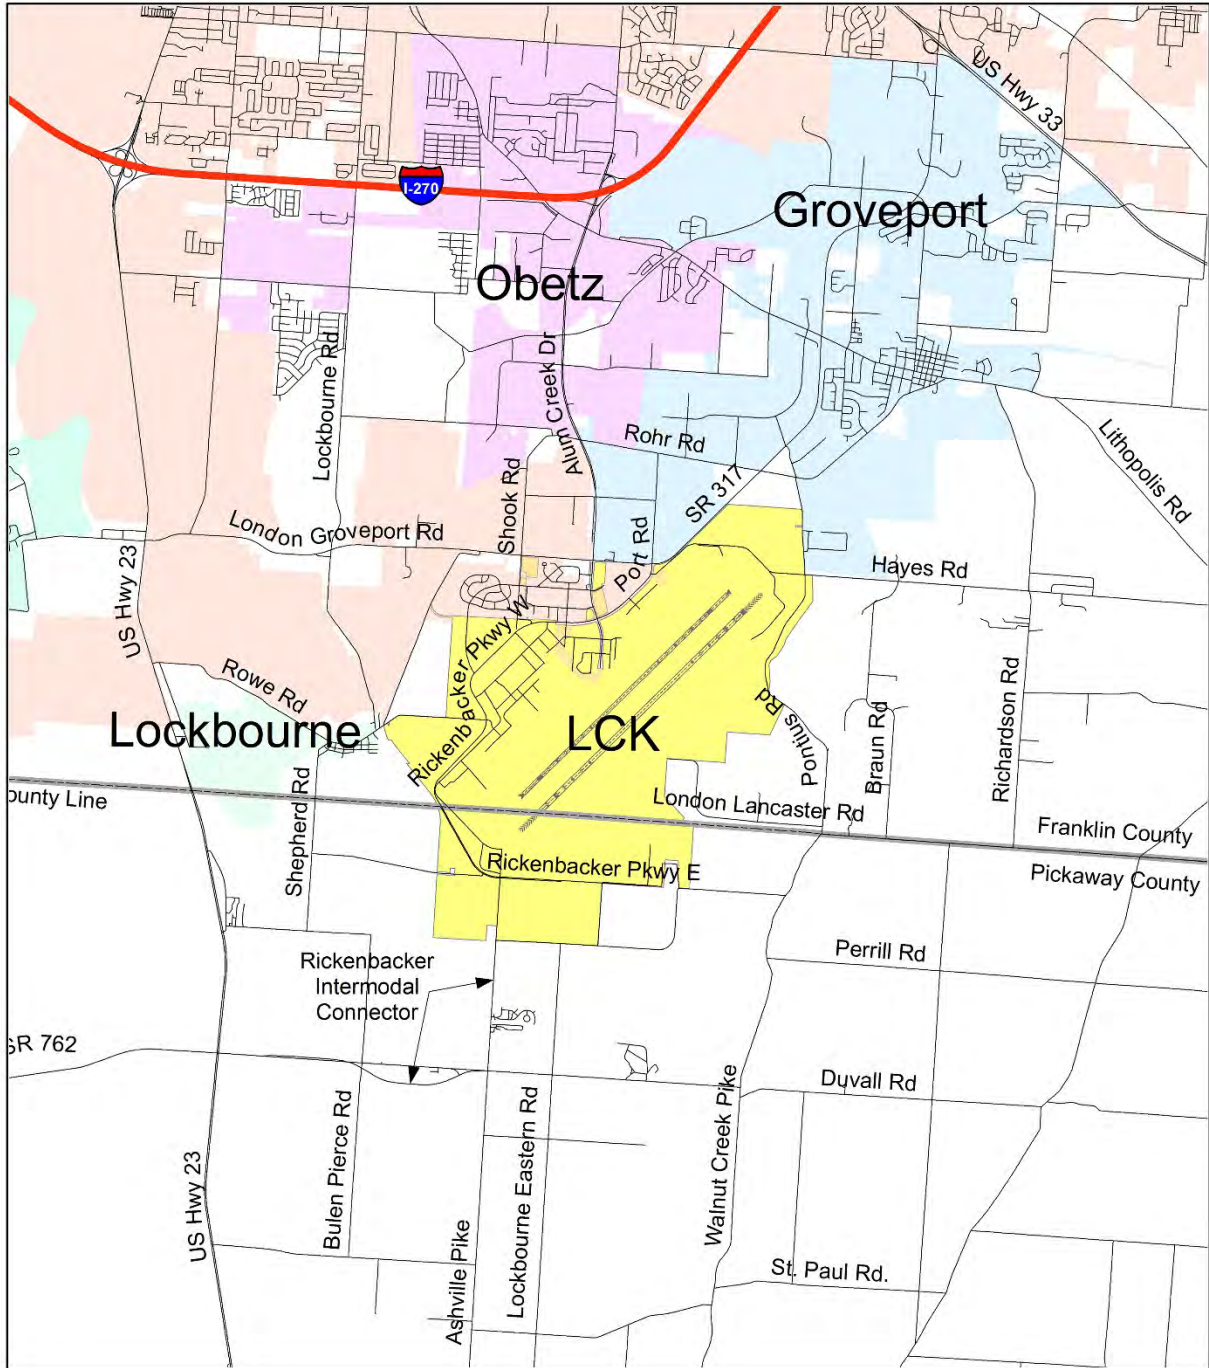 US Hwy 33
I-270
Groveport
Obetz
Lockbourne Rd
Alum Creek Dr
Rohr Rd
Lithopolis Rd
SR 317
Shook Rd
London Groveport Rd
Port Rd
Hayes Rd
US Hwy 23
Rickenbacker Pkwy W
Rowe Rd
Richardson Rd
Pontius Rd
Braun Rd
Lockbourne
LCK
ounty Line
Shepherd Rd
London Lancaster Rd
Franklin County
Rickenbacker Pkwy E
Pickaway County
Perrill Rd
Rickenbacker
Intermodal
Connector
SR 762
Duvall Rd
Bulen Pierce Rd
Lockbourne Eastern Rd
Walnut Creek Pike
US Hwy 23
Ashville Pike
St. Paul Rd.